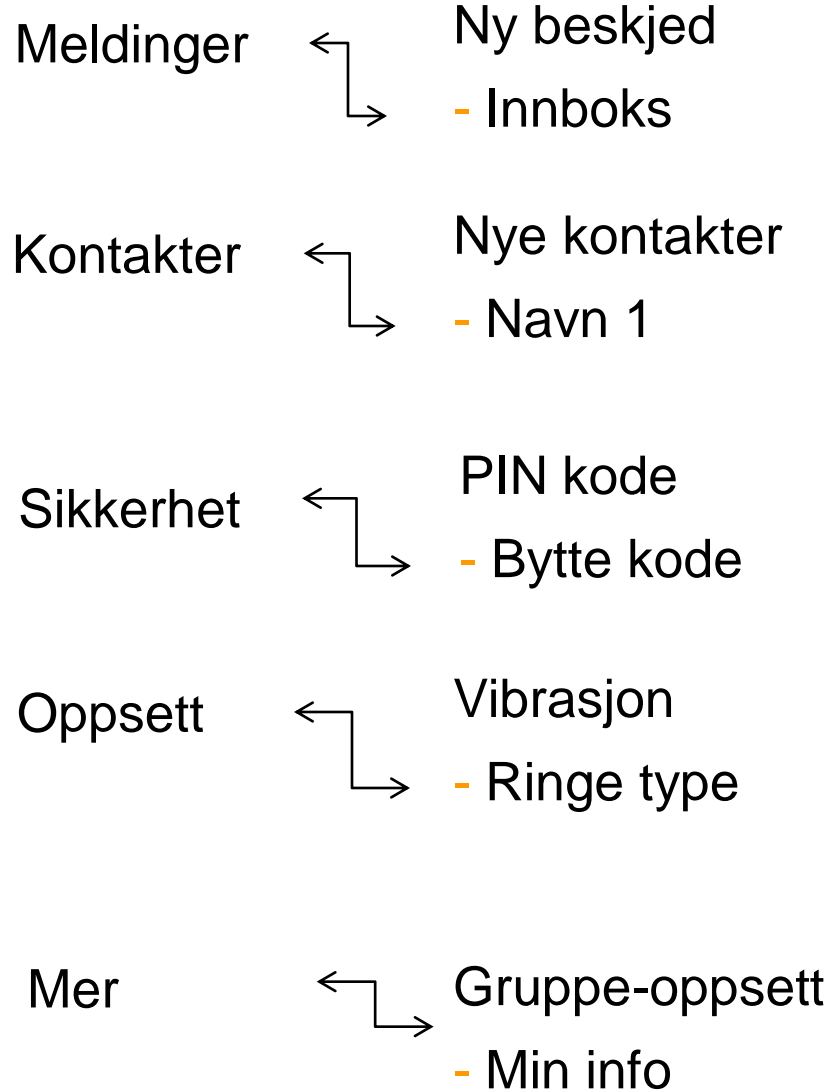 Meldinger
Ny beskjed
- Innboks
Kontakter
Nye kontakter
- Navn 1
Sikkerhet
PIN kode
- Bytte kode
Oppsett
Vibrasjon
- Ringe type
Mer
Gruppe-oppsett
- Min info